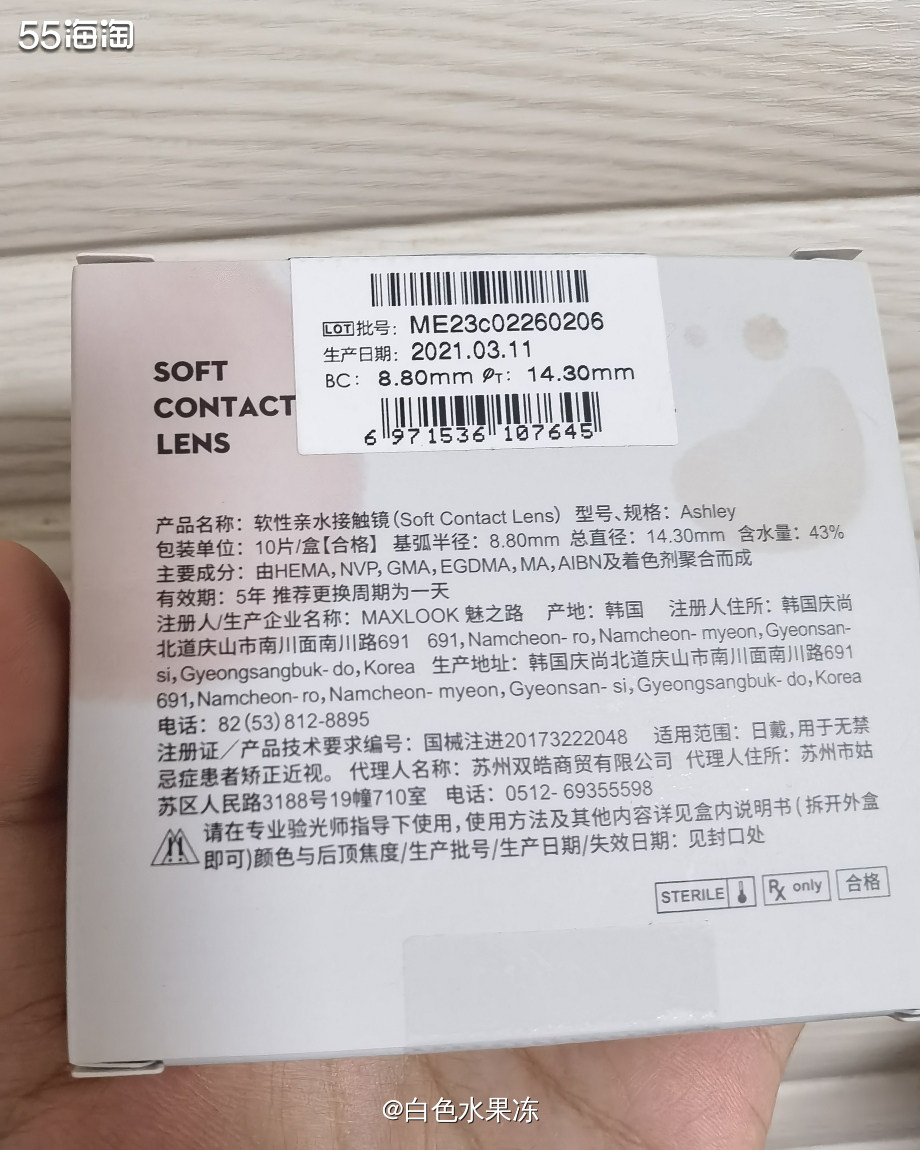 55海淘
LOT 批号: ME23c02260206
生产日期: 2021.03.11
BC: 8.80mm ⌀T: 14.30mm
6 971536 107645
SOFT
CONTACT
LENS
产品名称：软性亲水接触镜(Soft Contact Lens) 型号、规格：Ashley
包装单位：10片/盒【合格】 基弧半径：8.80mm 总直径：14.30mm 含水量：43%
主要成分：由HEMA,NVP,GMA,EGDMA,MA,AIBN及着色剂聚合而成
有效期：5年 推荐更换周期为一天
注册人/生产企业名称：MAXLOOK 魅之路 产地：韩国 注册人住所：韩国庆尚
北道庆山市南川面南川路691 691,Namcheon- ro,Namcheon- myeon,Gyeonsan-
si,Gyeongsangbuk- do,Korea 生产地址：韩国庆尚北道庆山市南川面南川路691
691,Namcheon- ro,Namcheon- myeon,Gyeonsan- si,Gyeongsangbuk- do,Korea
电话：82(53)812-8895
注册证／产品技术要求编号：国械注进20173222048 适用范围：日戴,用于无禁
忌症患者矫正近视。 代理人名称：苏州双皓商贸有限公司 代理人住所：苏州市姑
苏区人民路3188号19幢710室 电话：0512- 69355598
请在专业验光师指导下使用,使用方法及其他内容详见盒内说明书(拆开外盒
即可)颜色与后顶焦度/生产批号/生产日期/失效日期：见封口处
STERILE Rx only 合格
@白色水果冻